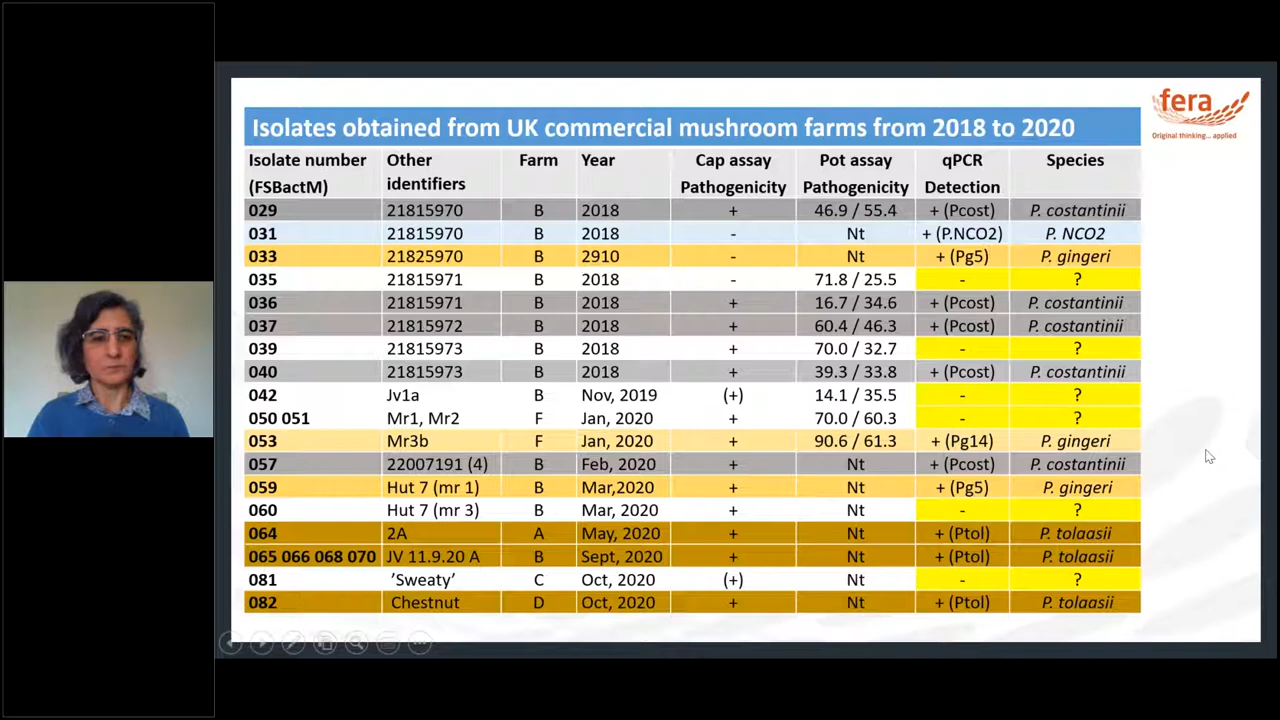 fera
Original thinking... applied
Isolates obtained from UK commercial mushroom farms from 2018 to 2020
Isolate number (FSBactM) Other identifiers Farm Year Cap assay Pathogenicity Pot assay Pathogenicity qPCR Detection Species
029 21815970 B 2018 + 46.9 / 55.4 + (Pcost) P. costantinii
031 21815970 B 2018 - Nt + (P.NCO2) P. NCO2
033 21825970 B 2910 - Nt + (Pg5) P. gingeri
035 21815971 B 2018 - 71.8 / 25.5 - ?
036 21815971 B 2018 + 16.7 / 34.6 + (Pcost) P. costantinii
037 21815972 B 2018 + 60.4 / 46.3 + (Pcost) P. costantinii
039 21815973 B 2018 + 70.0 / 32.7 - ?
040 21815973 B 2018 + 39.3 / 33.8 + (Pcost) P. costantinii
042 Jv1a B Nov, 2019 (+) 14.1 / 35.5 - ?
050 051 Mr1, Mr2 F Jan, 2020 + 70.0 / 60.3 - ?
053 Mr3b F Jan, 2020 + 90.6 / 61.3 + (Pg14) P. gingeri
057 22007191 (4) B Feb, 2020 + Nt + (Pcost) P. costantinii
059 Hut 7 (mr 1) B Mar,2020 + Nt + (Pg5) P. gingeri
060 Hut 7 (mr 3) B Mar, 2020 + Nt - ?
064 2A A May, 2020 + Nt + (Ptol) P. tolaasii
065 066 068 070 JV 11.9.20 A B Sept, 2020 + Nt + (Ptol) P. tolaasii
081 ’Sweaty’ C Oct, 2020 (+) Nt - ?
082 Chestnut D Oct, 2020 + Nt + (Ptol) P. tolaasii